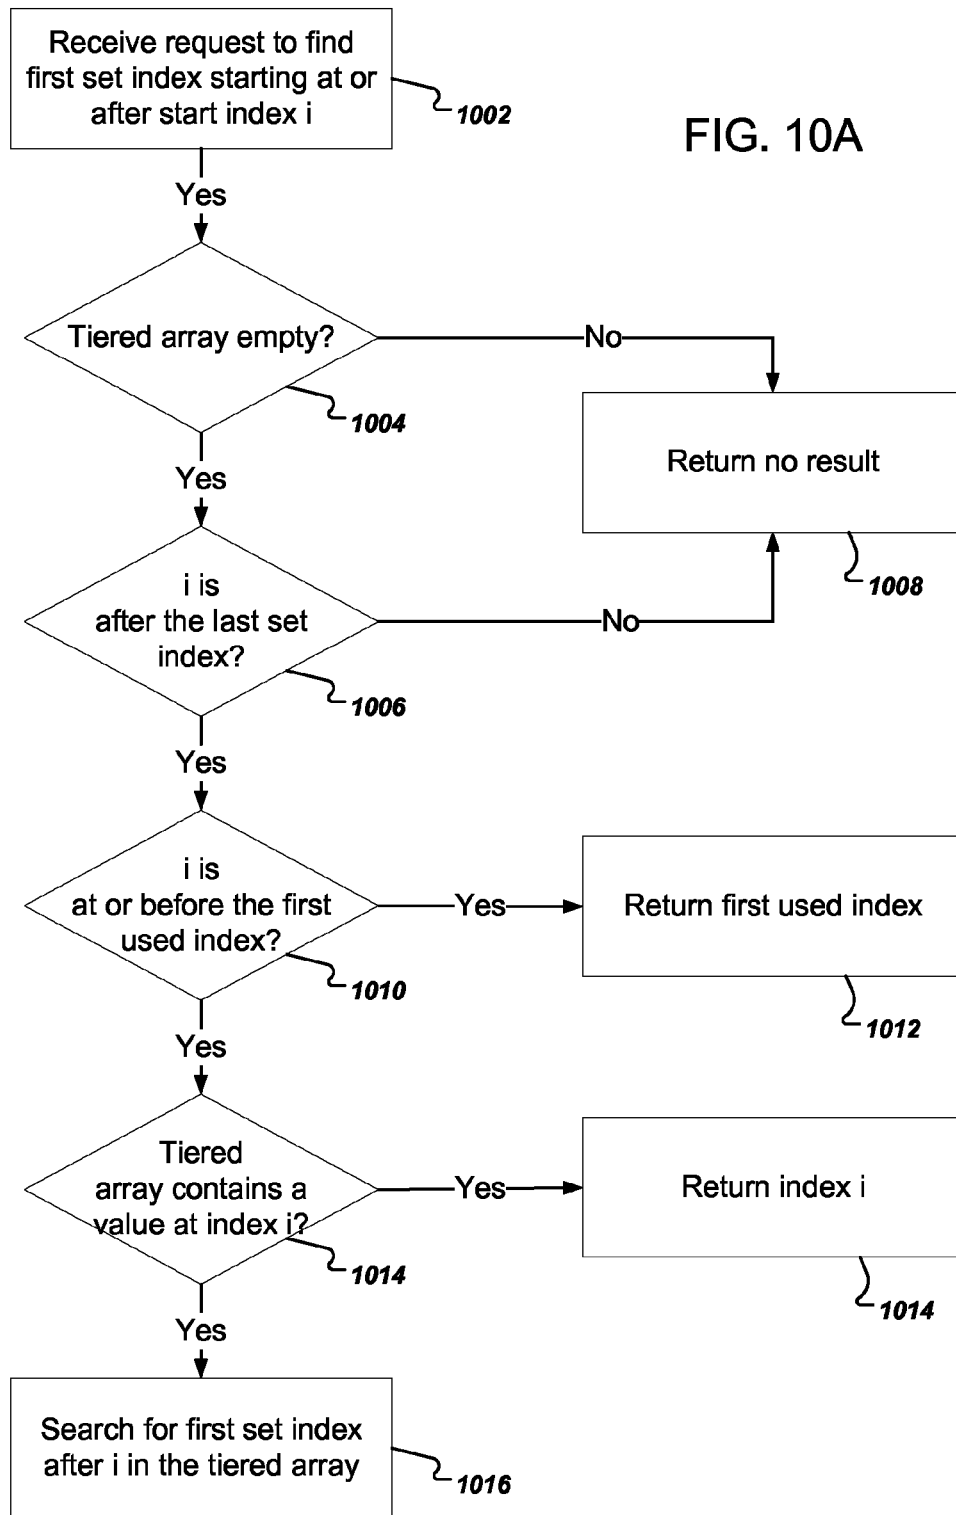 Receive request to find
first set index starting at or
after start index i
1002
FIG. 10A
Yes
Tiered array empty?
1004
No
Yes
Return no result
1008
i is
after the last set
index?
1006
No
Yes
i is
at or before the first
used index?
1010
Yes
Return first used index
1012
Yes
Tiered
array contains a
value at index i?
1014
Yes
Return index i
1014
Yes
Search for first set index
after i in the tiered array
1016